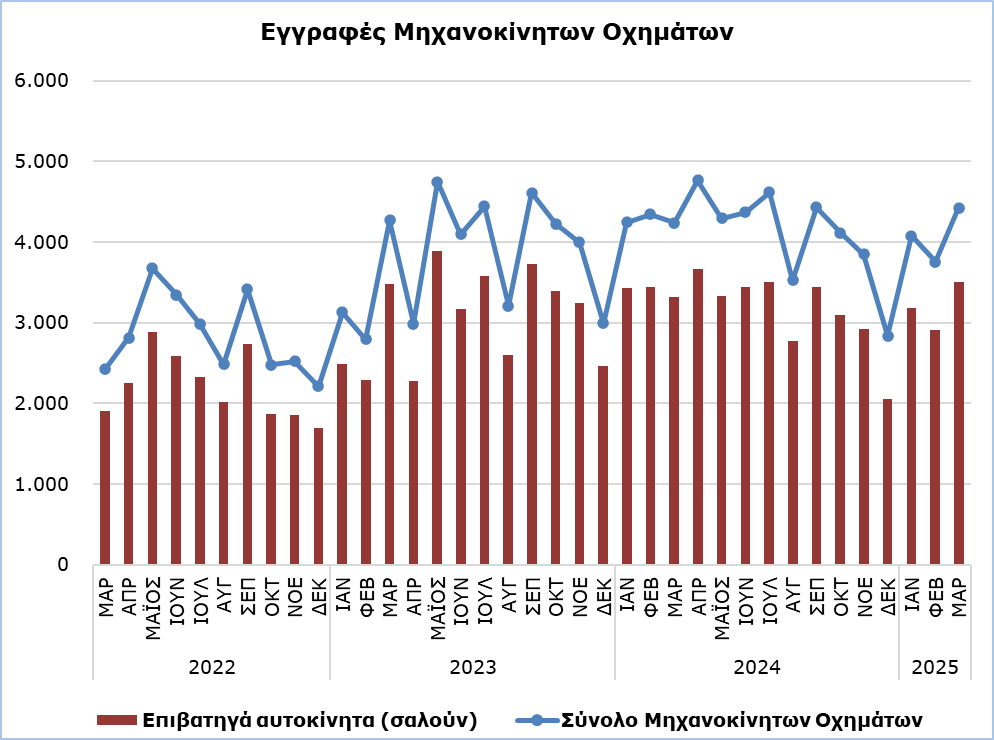 Εγγραφές Μηχανοκίνητων Οχημάτων
6.000
5.000
4.000
3.000
2.000
1.000
0
ΜΑΡ ΑΠΡ ΜΑΪΟΣ ΙΟΥΝ ΙΟΥΛ ΑΥΓ ΣΕΠ ΟΚΤ ΝΟΕ ΔΕΚ ΙΑΝ ΦΕΒ ΜΑΡ ΑΠΡ ΜΑΪΟΣ ΙΟΥΝ ΙΟΥΛ ΑΥΓ ΣΕΠ ΟΚΤ ΝΟΕ ΔΕΚ ΙΑΝ ΦΕΒ ΜΑΡ ΑΠΡ ΜΑΪΟΣ ΙΟΥΝ ΙΟΥΛ ΑΥΓ ΣΕΠ ΟΚΤ ΝΟΕ ΔΕΚ ΙΑΝ ΦΕΒ ΜΑΡ
2022 2023 2024 2025
Επιβατηγά αυτοκίνητα (σαλούν) Σύνολο Μηχανοκίνητων Οχημάτων